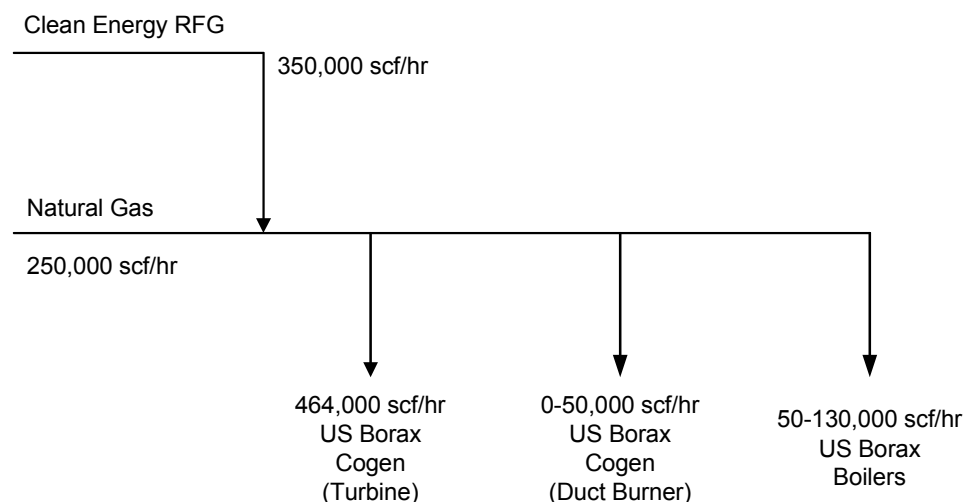 Clean Energy RFG
350,000 scf/hr
Natural Gas
250,000 scf/hr
464,000 scf/hr
US Borax
Cogen
(Turbine)
0-50,000 scf/hr
US Borax
Cogen
(Duct Burner)
50-130,000 scf/hr
US Borax
Boilers